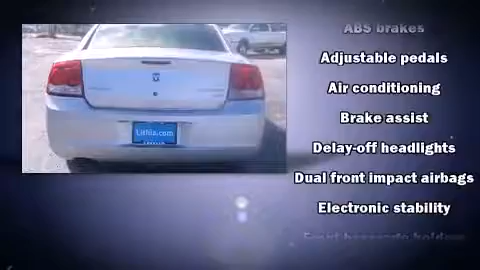 ABS brakes
Adjustable pedals
Air conditioning
Brake assist
Delay-off headlights
Dual front impact airbags
Electronic stability
Lithia.com